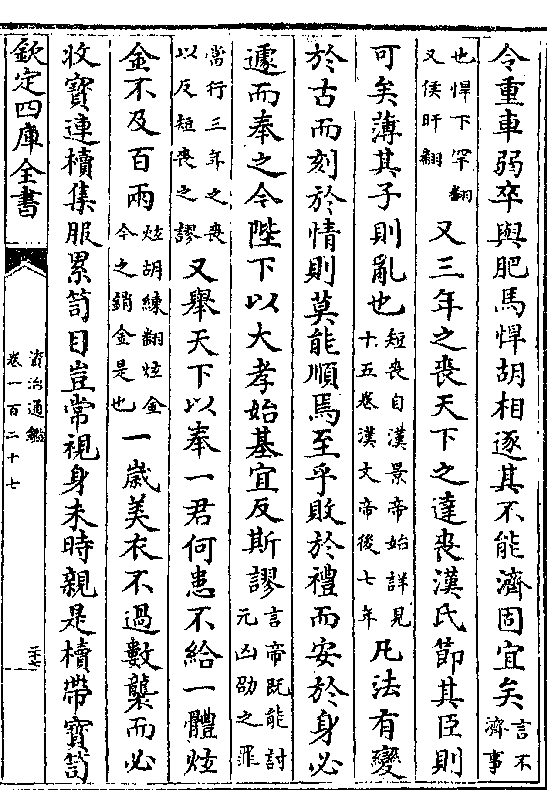 令重車弱卒與肥馬悍胡相逐其不能濟固宜矣言不濟事
也悍下罕翻又侯旰翻又三年之喪天下之達喪漢氏節其臣則
可矣薄其子則亂也短喪自漢景帝始詳見十五卷漢文帝後七年凡法有變
於古而刻於情則莫能順焉至乎敗於禮而安於身必
遽而奉之令陛下以大孝始基宜反斯謬言帝既能討元凶劭之罪
當行三年之喪以反短喪之謬又舉天下以奉一君何患不給一體炫
金不及百兩炫胡練翻炫金今之銷金是也一歲美衣不過數襲而必
收寶連櫝集服累笥目豈常視身未時親是櫝帶寶笥
欽定四庫全書
資治通鑑
卷一百二十七
二十七